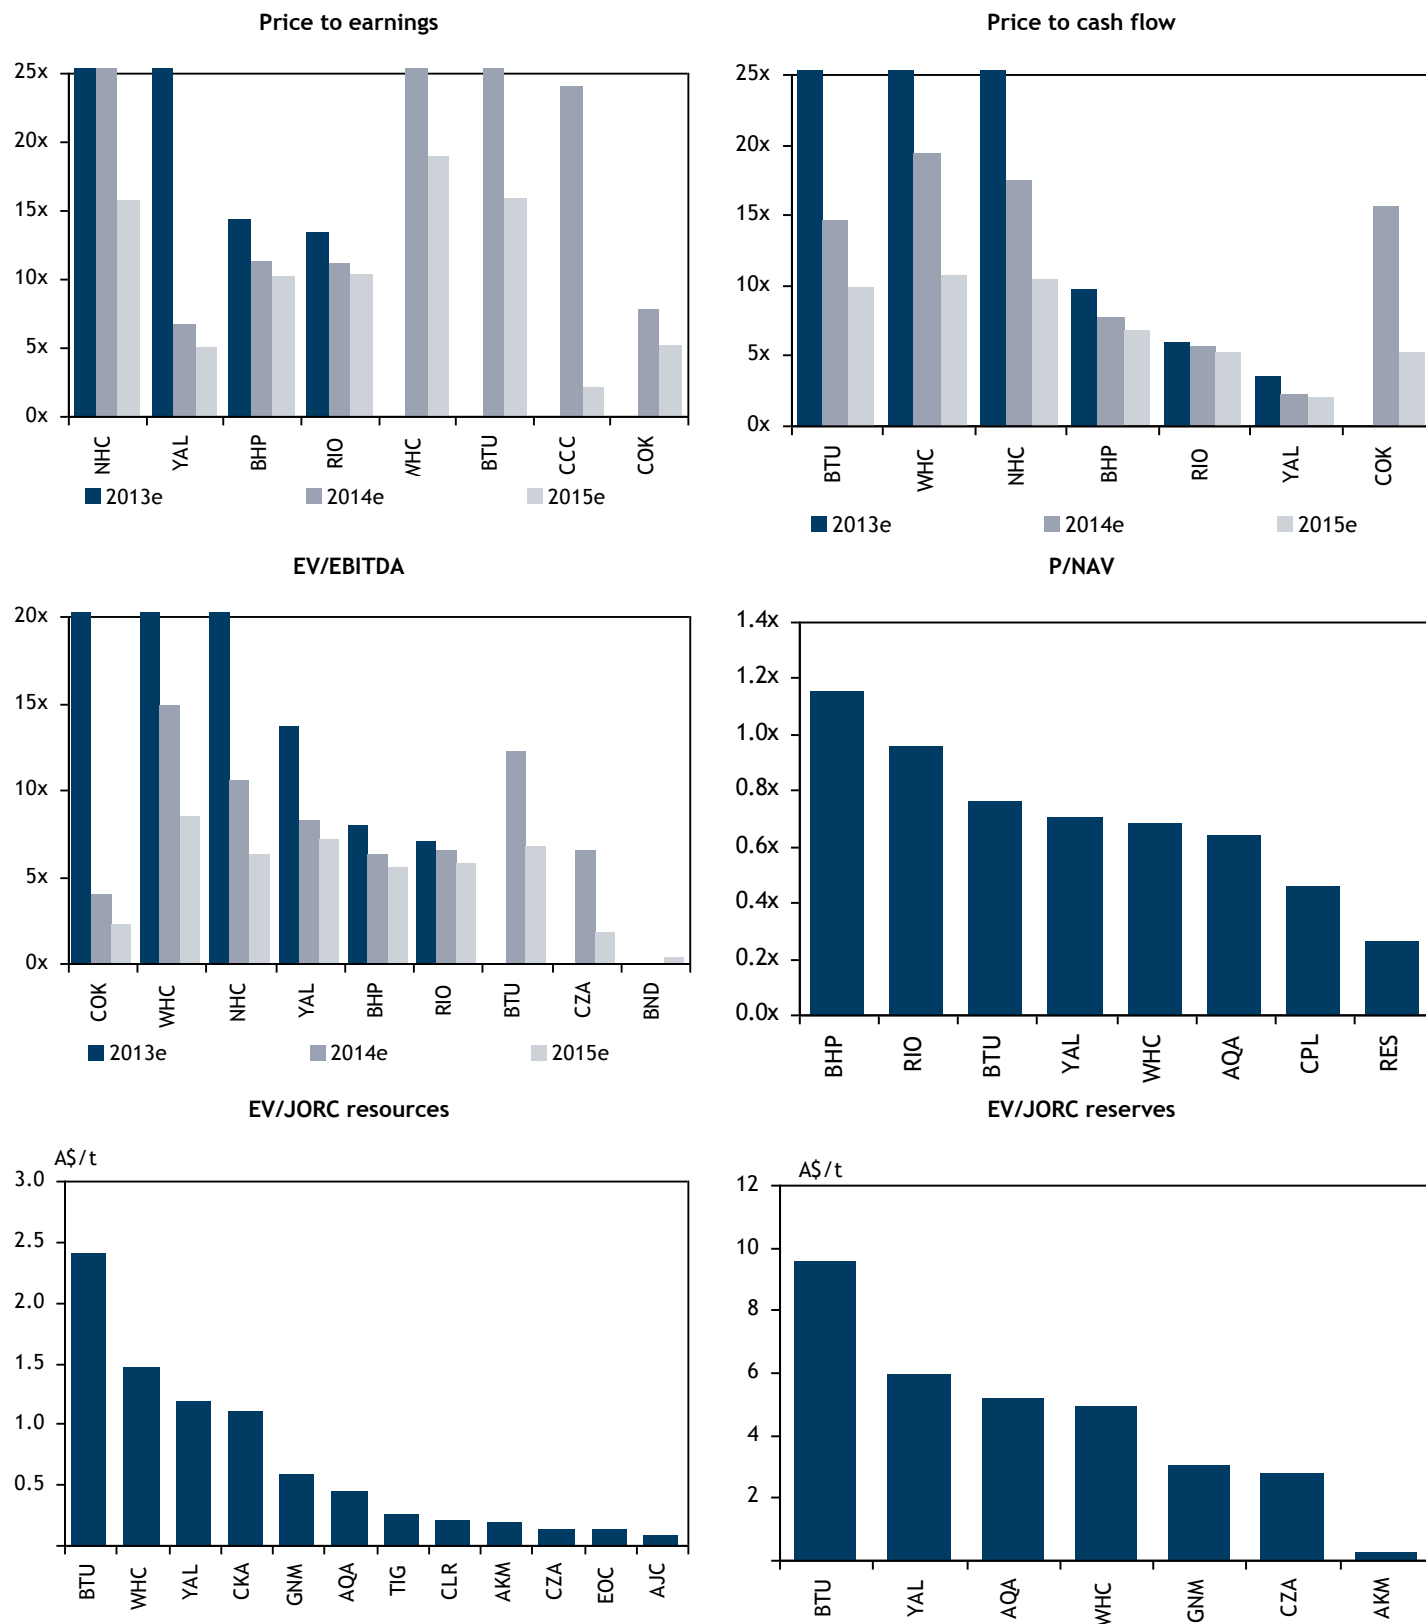 Price to earnings
25x
20x
15x
10x
5x
0x
NHC
YAL
BHP
RIO
WHC
BTU
CCC
COK
2013e
2014e
2015e
Price to cash flow
25x
20x
15x
10x
5x
0x
BTU
WHC
NHC
BHP
RIO
YAL
COK
2013e
2014e
2015e
EV/EBITDA
20x
15x
10x
5x
0x
COK
WHC
NHC
YAL
BHP
RIO
BTU
CZA
BND
2013e
2014e
2015e
P/NAV
1.4x
1.2x
1.0x
0.8x
0.6x
0.4x
0.2x
0.0x
BHP
RIO
BTU
YAL
WHC
AQA
CPL
RES
EV/JORC resources
A$/t
3.0
2.5
2.0
1.5
1.0
0.5
BTU
WHC
YAL
CKA
GNM
AQA
TIG
CLR
AKM
CZA
EOC
AJC
EV/JORC reserves
A$/t
12
10
8
6
4
2
BTU
YAL
AQA
WHC
GNM
CZA
AKM